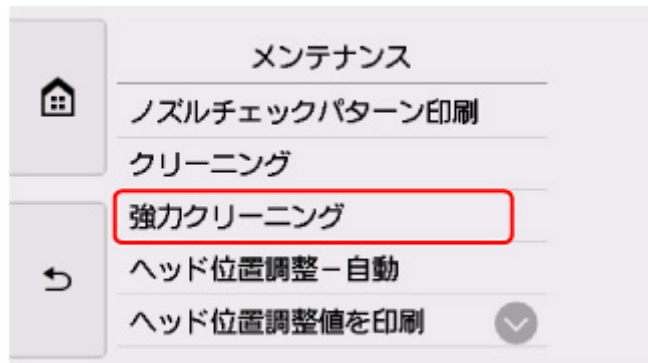 メンテナンス
ノズルチェックパターン印刷
クリーニング
強力クリーニング
ヘッド位置調整－自動
ヘッド位置調整値を印刷